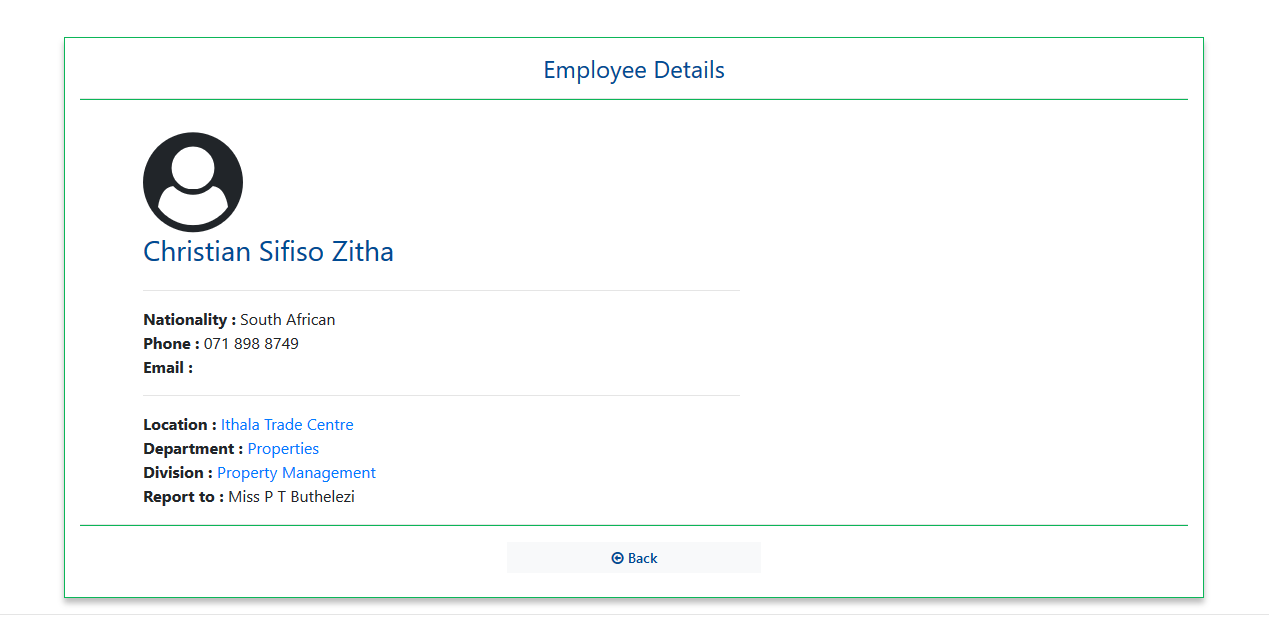 Employee Details
Christian Sifiso Zitha
Nationality : South African
Phone : 071 898 8749
Email :
Location : Ithala Trade Centre
Department : Properties
Division : Property Management
Report to : Miss P T Buthelezi
Back